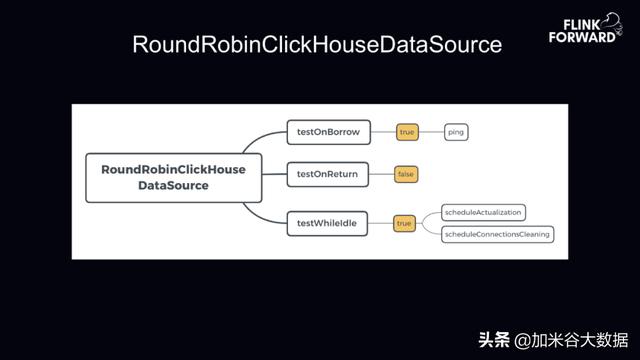 FLINK
FORWARD
RoundRobinClickHouseDataSource
RoundRobinClickHouse
DataSource
testOnBorrow
true
ping
testOnReturn
false
testWhileIdle
true
scheduleActualization
scheduleConnectionsCleaning
头条 @加米谷大数据